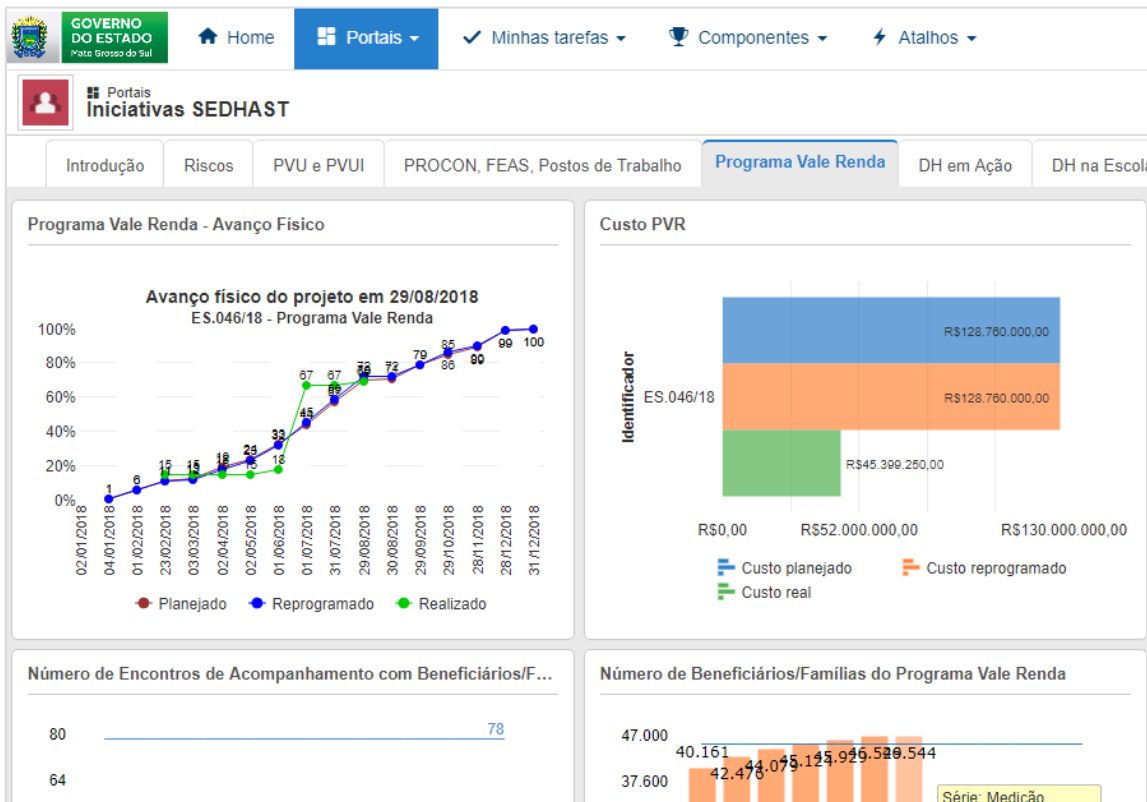 GOVERNO
DO ESTADO
Mato Grosso do Sul
Home
Portais
Minhas tarefas
Componentes
Atalhos
Portais
Iniciativas SEDHAST
Introdução
Riscos
PVU e PVUI
PROCON, FEAS, Postos de Trabalho
Programa Vale Renda
DH em Ação
DH na Escola
Programa Vale Renda - Avanço Físico
Avanço físico do projeto em 29/08/2018
ES.046/18 - Programa Vale Renda
100%
80%
60%
40%
20%
0%
1
6
15
11
15
15
18
67
67
79
85
86
99
100
02/01/2018
04/01/2018
01/02/2018
23/02/2018
03/03/2018
02/04/2018
02/05/2018
01/06/2018
01/07/2018
31/07/2018
29/08/2018
30/08/2018
29/09/2018
29/10/2018
28/11/2018
28/12/2018
31/12/2018
Planejado
Reprogramado
Realizado
Custo PVR
Identificador
ES.046/18
R$128.760.000,00
R$128.760.000,00
R$45.399.250,00
R$0,00
R$52.000.000,00
R$130.000.000,00
Custo planejado
Custo reprogramado
Custo real
Número de Encontros de Acompanhamento com Beneficiários/F...
80
78
64
Número de Beneficiários/Famílias do Programa Vale Renda
47.000
37.600
40.161
42.476
44.079
45.124
45.929
46.544
Série: Medição